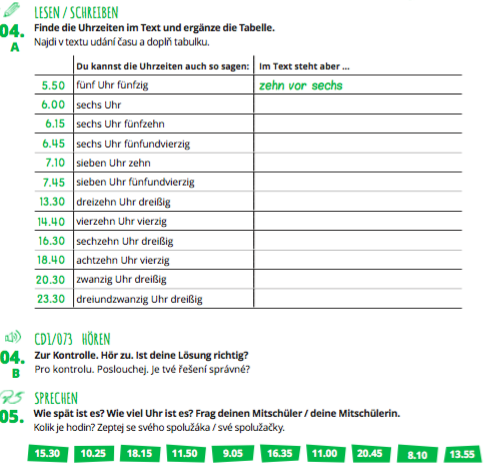 LESEN / SCHREIBEN
04. Finde die Uhrzeiten im Text und ergänze die Tabelle.
A Najdi v textu udání času a doplň tabulku.
Du kannst die Uhrzeiten auch so sagen: Im Text steht aber ...
5.50 fünf Uhr fünfzig zehn vor sechs
6.00 sechs Uhr
6.15 sechs Uhr fünfzehn
6.45 sechs Uhr fünfundvierzig
7.10 sieben Uhr zehn
7.45 sieben Uhr fünfundvierzig
13.30 dreizehn Uhr dreißig
14.40 vierzehn Uhr vierzig
16.30 sechzehn Uhr dreißig
18.40 achtzehn Uhr vierzig
20.30 zwanzig Uhr dreißig
23.30 dreiundzwanzig Uhr dreißig
CD1/073 HÖREN
04. Zur Kontrolle. Hör zu. Ist deine Lösung richtig?
B Pro kontrolu. Poslouchej. Je tvé řešení správné?
SPRECHEN
05. Wie spät ist es? Wie viel Uhr ist es? Frag deinen Mitschüler / deine Mitschülerin.
Kolik je hodin? Zeptej se svého spolužáka / své spolužačky.
15.30 10.25 18.15 11.50 9.05 16.35 11.00 20.45 8.10 13.55